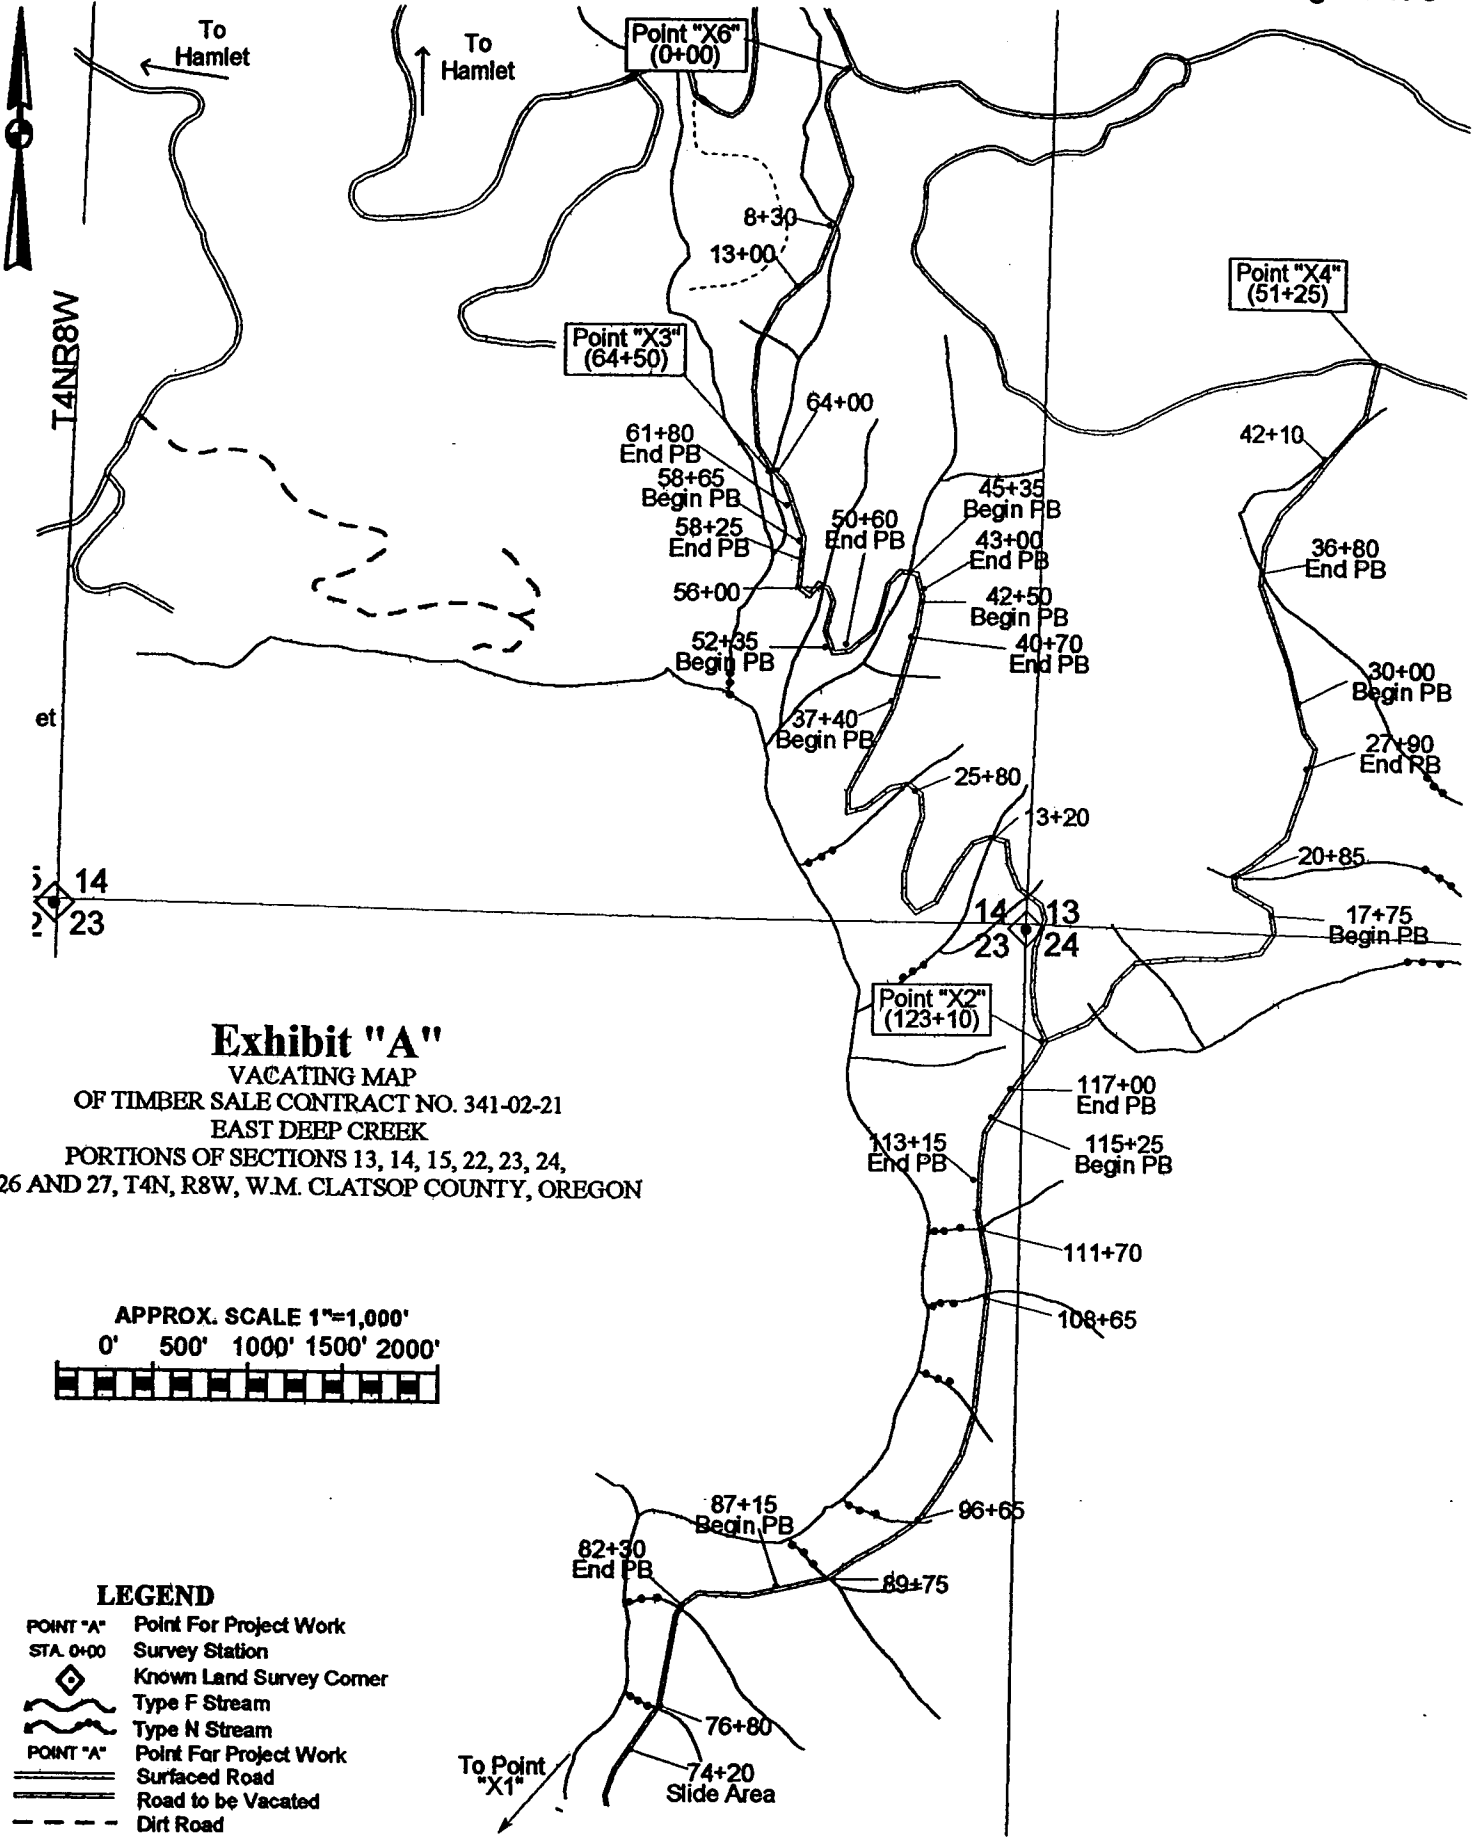 To
Hamlet
To
Hamlet
Point "X6"
(0+00)
8+30
13+00
T4NR8W
Point "X4"
(51+25)
Point "X3"
(64+50)
64+00
42+10
61+80
End PB
58+65
Begin PB
58+25
End PB
50+60
End PB
45+35
Begin PB
43+00
End PB
36+80
End PB
56+00
42+50
Begin PB
52+35
Begin PB
40+70
End PB
30+00
Begin PB
et
37+40
Begin PB
27+90
End PB
25+80
13+20
20+85
14
23
14 13
23 24
17+75
Begin PB
Point "X2"
(123+10)
Exhibit "A"
VACATING MAP
OF TIMBER SALE CONTRACT NO. 341-02-21
EAST DEEP CREEK
PORTIONS OF SECTIONS 13, 14, 15, 22, 23, 24,
26 AND 27, T4N, R8W, W.M. CLATSOP COUNTY, OREGON
117+00
End PB
113+15
End PB
115+25
Begin PB
111+70
108+65
APPROX. SCALE 1"=1,000'
0' 500' 1000' 1500' 2000'
87+15
Begin PB
96+65
82+30
End PB
89+75
LEGEND
POINT "A" Point For Project Work
STA. 0+00 Survey Station
Known Land Survey Corner
Type F Stream
Type N Stream
POINT "A" Point For Project Work
Surfaced Road
Road to be Vacated
Dirt Road
76+80
To Point
"X1"
74+20
Slide Area